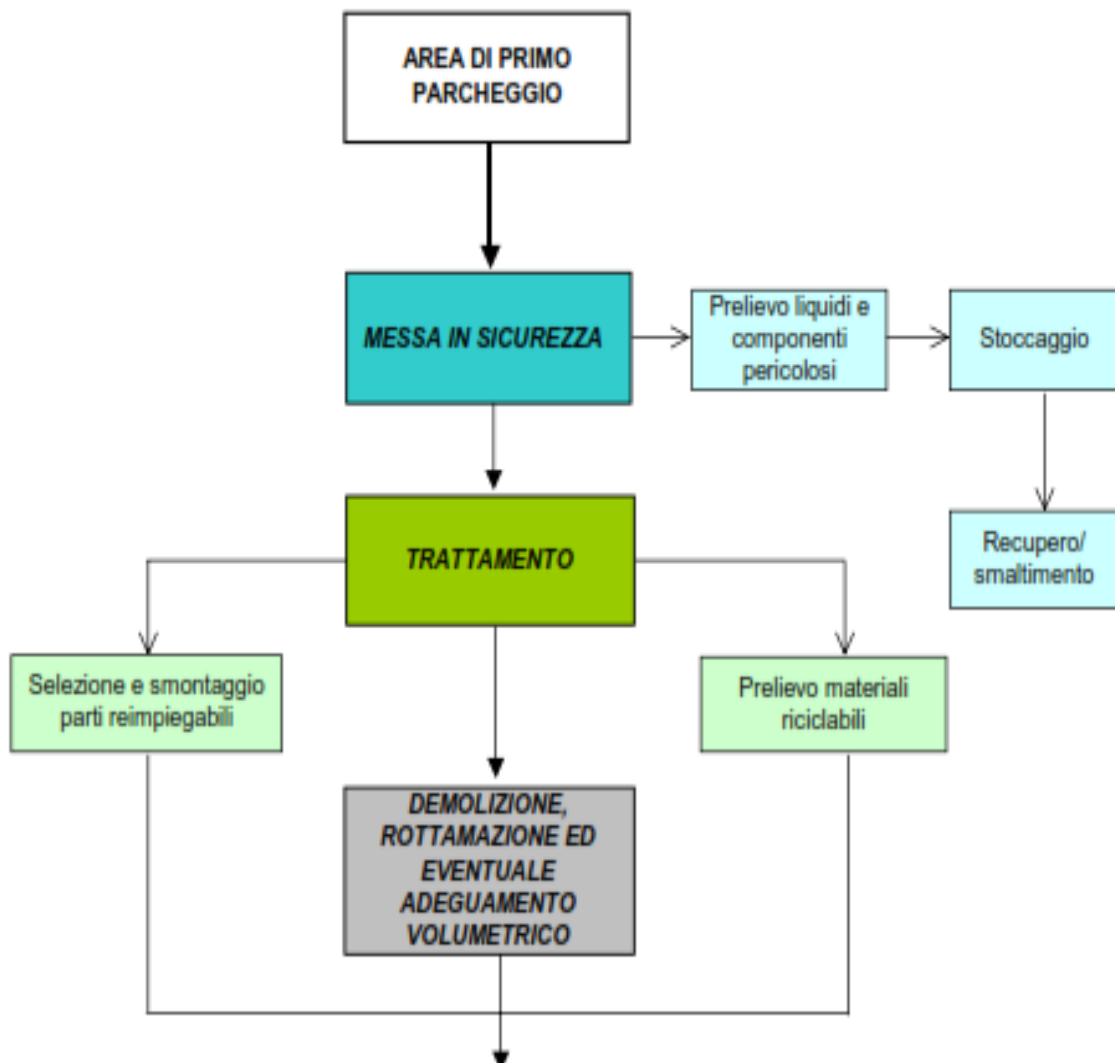 AREA DI PRIMO
PARCHEGGIO
MESSA IN SICUREZZA
Prelievo liquidi e
componenti
pericolosi
Stoccaggio
TRATTAMENTO
Recupero/
smaltimento
Selezione e smontaggio
parti reimpiegabili
Prelievo materiali
riciclabili
DEMOLIZIONE,
ROTTAMAZIONE ED
EVENTUALE
ADEGUAMENTO
VOLUMETRICO